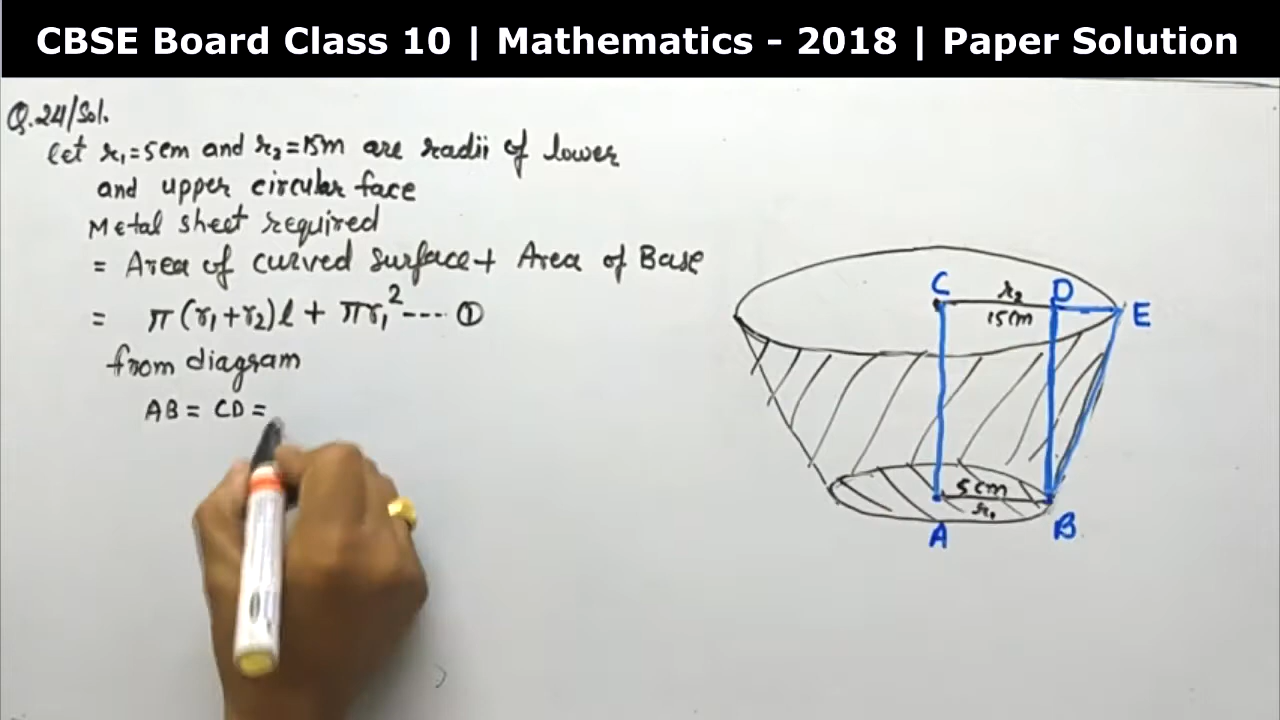 CBSE Board Class 10 | Mathematics - 2018 | Paper Solution
Q.24/Sol.
Let r₁=5cm and r₂=15m are radii of lower
and upper circular face
Metal sheet required
= Area of curved surface + Area of Base
= π(r₁+r₂)l + πr₁² ---- ①
from diagram
AB = CD =
C
r₂
D
15cm
E
5cm
r₁
A
B